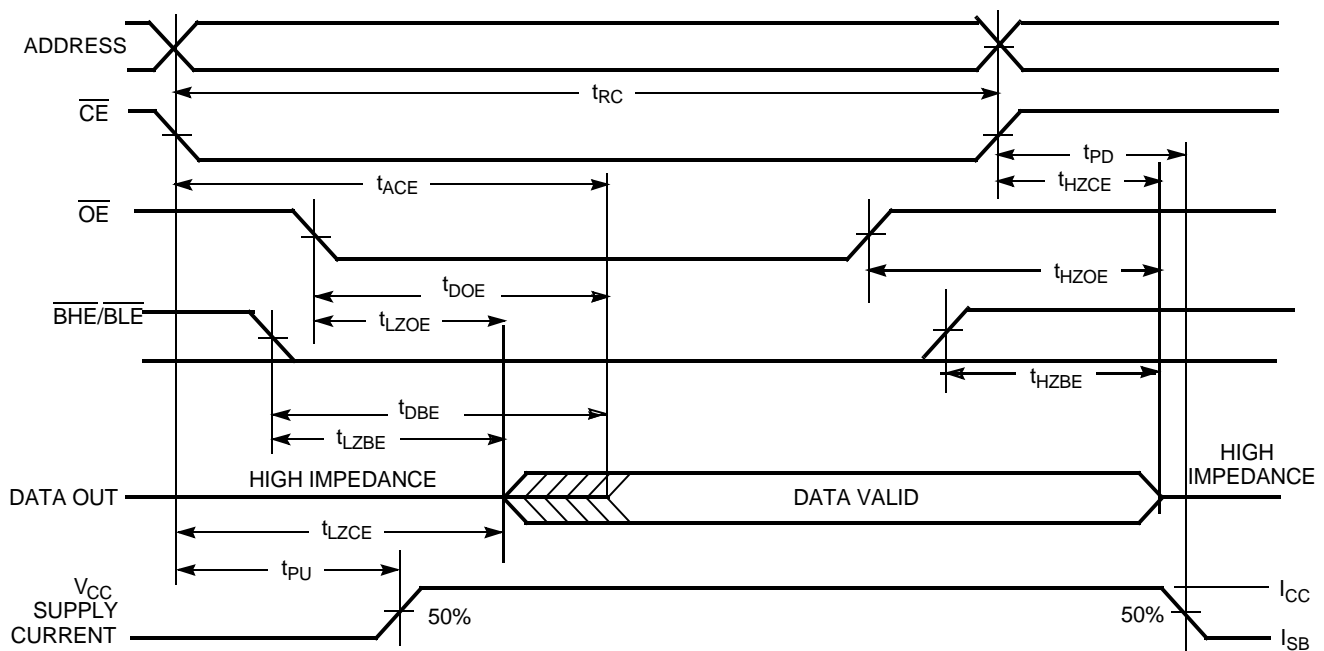 ADDRESS
tRC
CE
tPD
tACE
tHZCE
OE
tDOE
tHZOE
tLZOE
BHE/BLE
tHZBE
tDBE
tLZBE
HIGH IMPEDANCE
HIGH
IMPEDANCE
DATA OUT
DATA VALID
tLZCE
tPU
VCC
SUPPLY
CURRENT
50%
50%
ICC
ISB